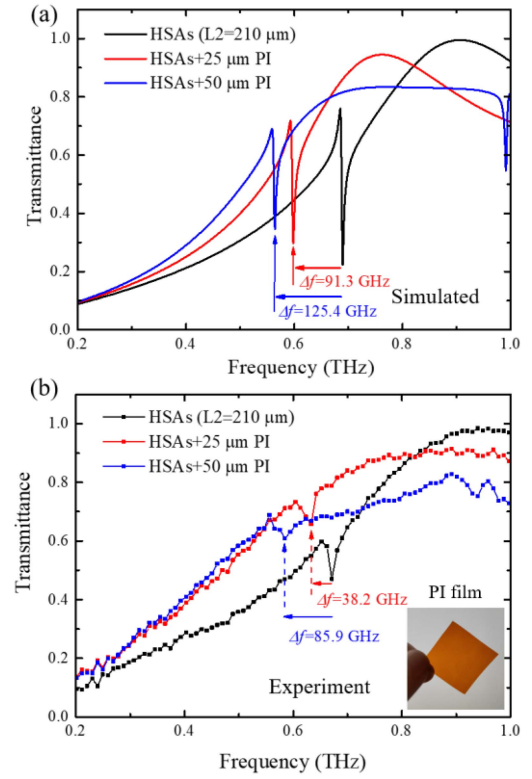 (a)
HSAs (L2=210 μm)
HSAs+25 μm PI
HSAs+50 μm PI
Transmittance
1.0
0.8
0.6
0.4
0.2
0.0
Δf=91.3 GHz
Δf=125.4 GHz
Simulated
0.2 0.4 0.6 0.8 1.0
Frequency (THz)
(b)
HSAs (L2=210 μm)
HSAs+25 μm PI
HSAs+50 μm PI
Transmittance
1.0
0.8
0.6
0.4
0.2
0.0
Δf=38.2 GHz
Δf=85.9 GHz
PI film
Experiment
0.2 0.4 0.6 0.8 1.0
Frequency (THz)